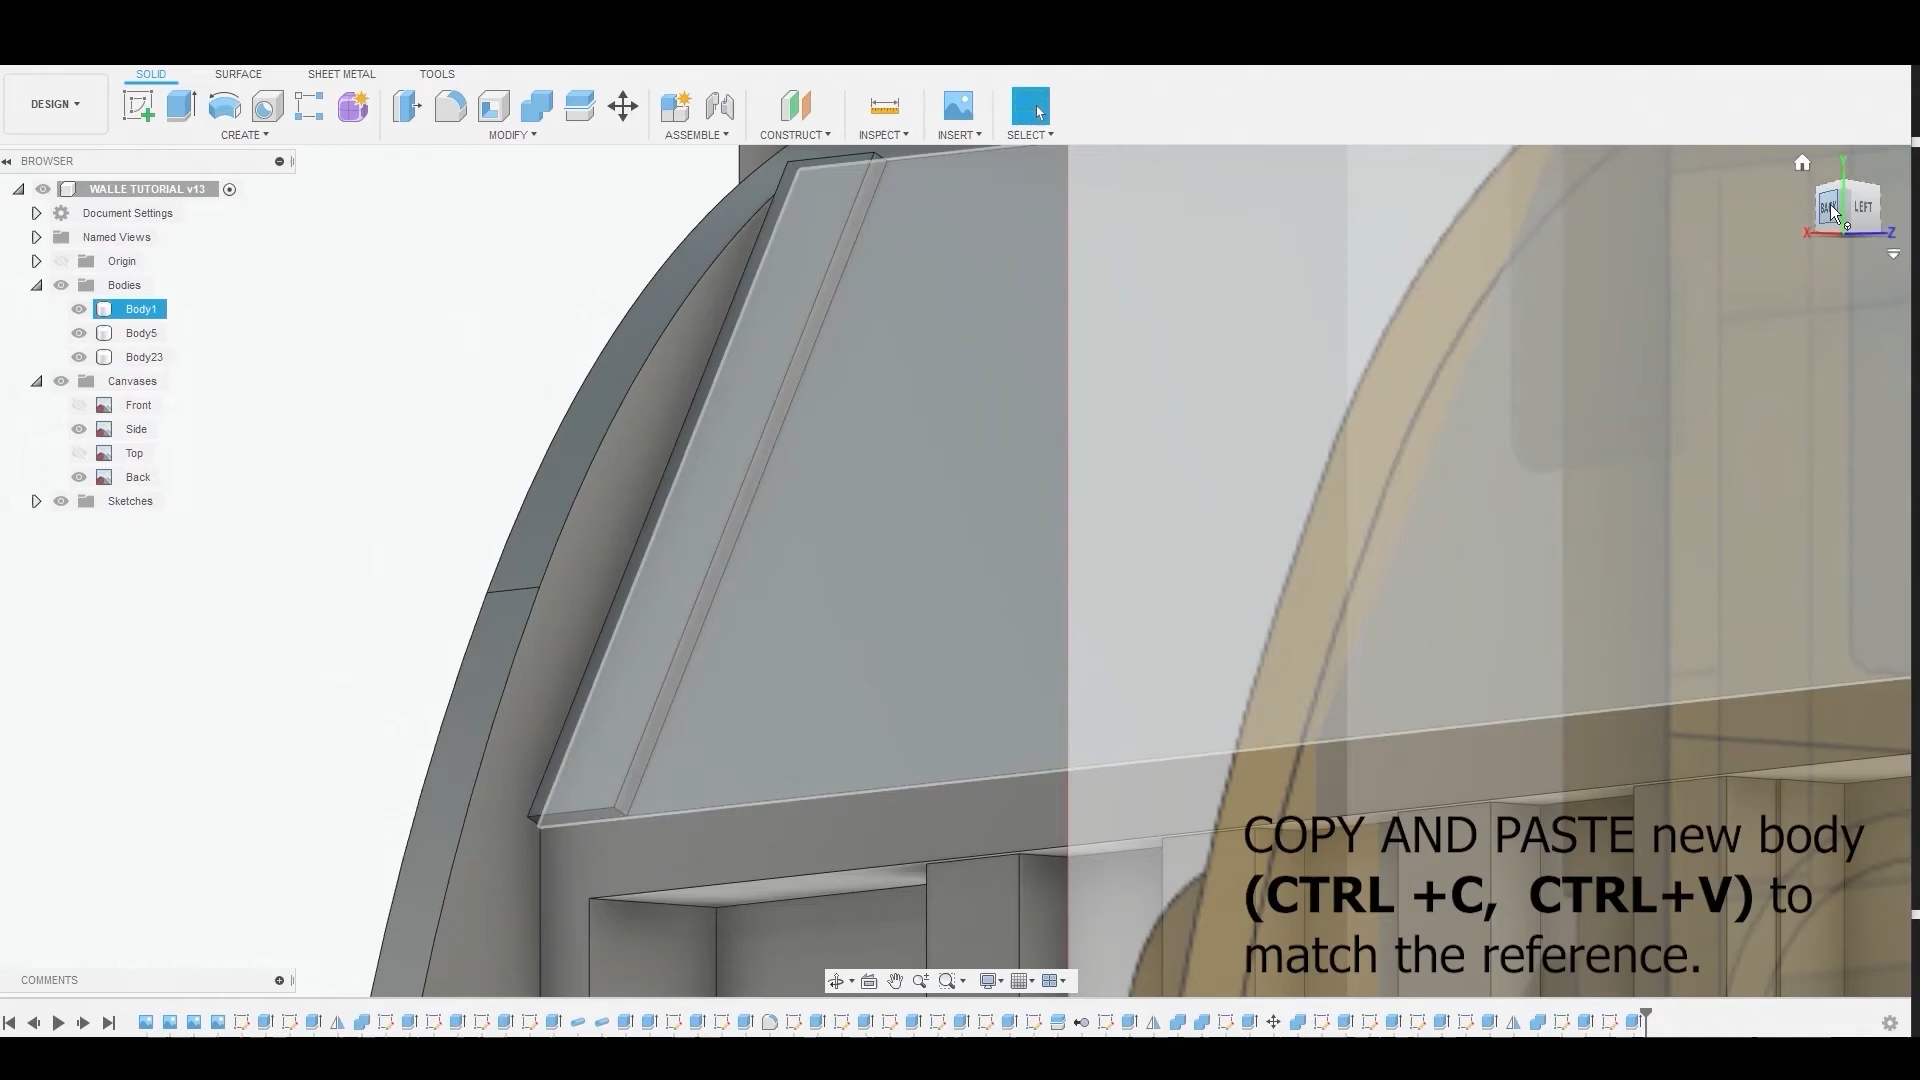 SOLID SURFACE SHEET METAL TOOLS
DESIGN
CREATE MODIFY ASSEMBLE CONSTRUCT INSPECT INSERT SELECT
BROWSER
WALLE TUTORIAL v13
Document Settings
Named Views
Origin
Bodies
Body1
Body5
Body23
Canvases
Front
Side
Top
Back
Sketches
Y
LEFT
X Z
COPY AND PASTE new body
(CTRL +C, CTRL+V) to
match the reference.
COMMENTS